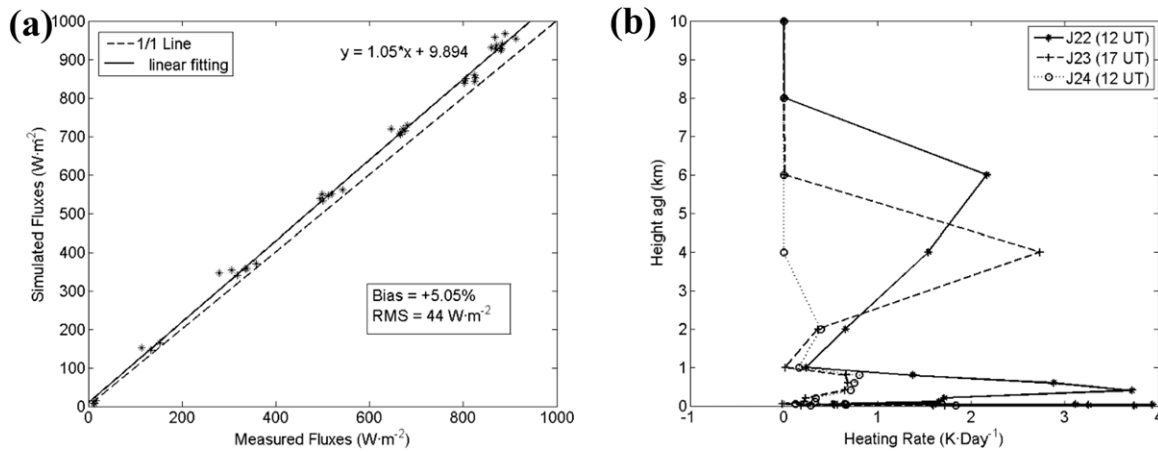 (a)
1000
900
800
700
600
500
400
300
200
100
0
Simulated Fluxes (W·m²)
1/1 Line
linear fitting
y = 1.05*x + 9.894
Bias = +5.05%
RMS = 44 W·m⁻²
0 200 400 600 800 1000
Measured Fluxes (W·m⁻²)
(b)
10
9
8
7
6
5
4
3
2
1
0
Height agl (km)
J22 (12 UT)
J23 (17 UT)
J24 (12 UT)
-1 0 1 2 3 4
Heating Rate (K·Day⁻¹)